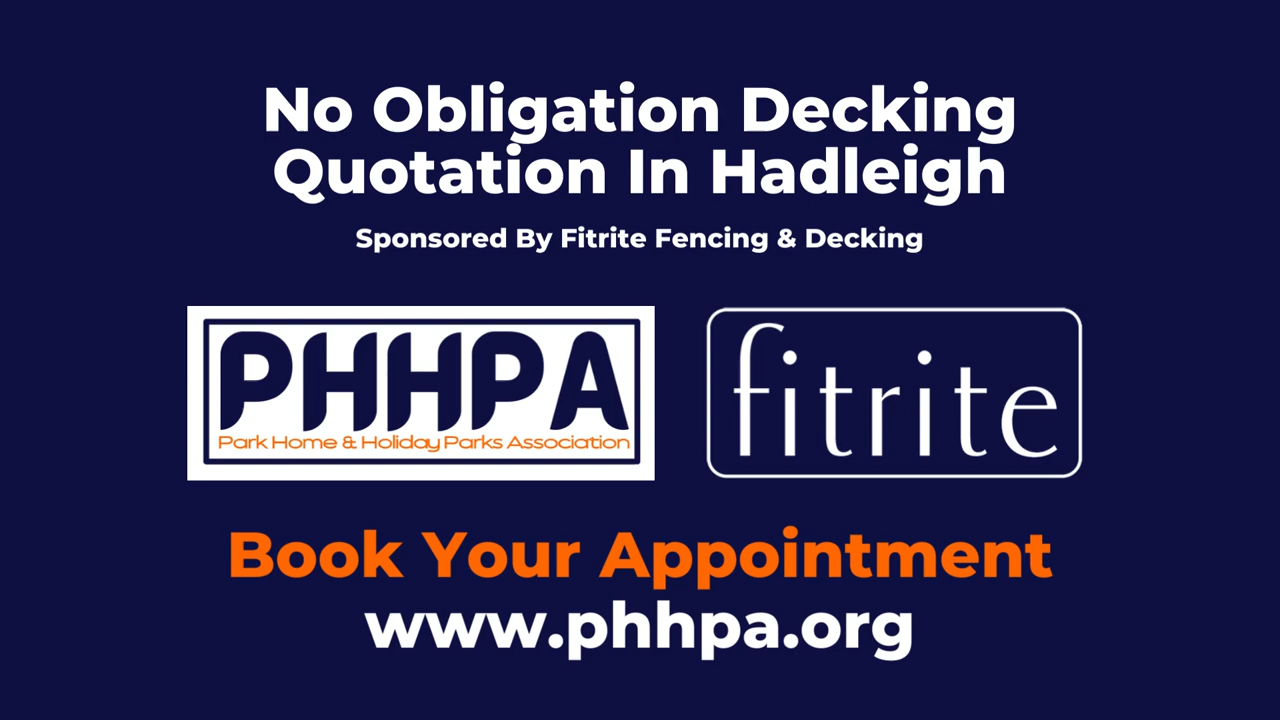 No Obligation Decking
Quotation In Hadleigh
Sponsored By Fitrite Fencing & Decking
PHHPA
Park Home & Holiday Parks Association
fitrite
Book Your Appointment
www.phhpa.org